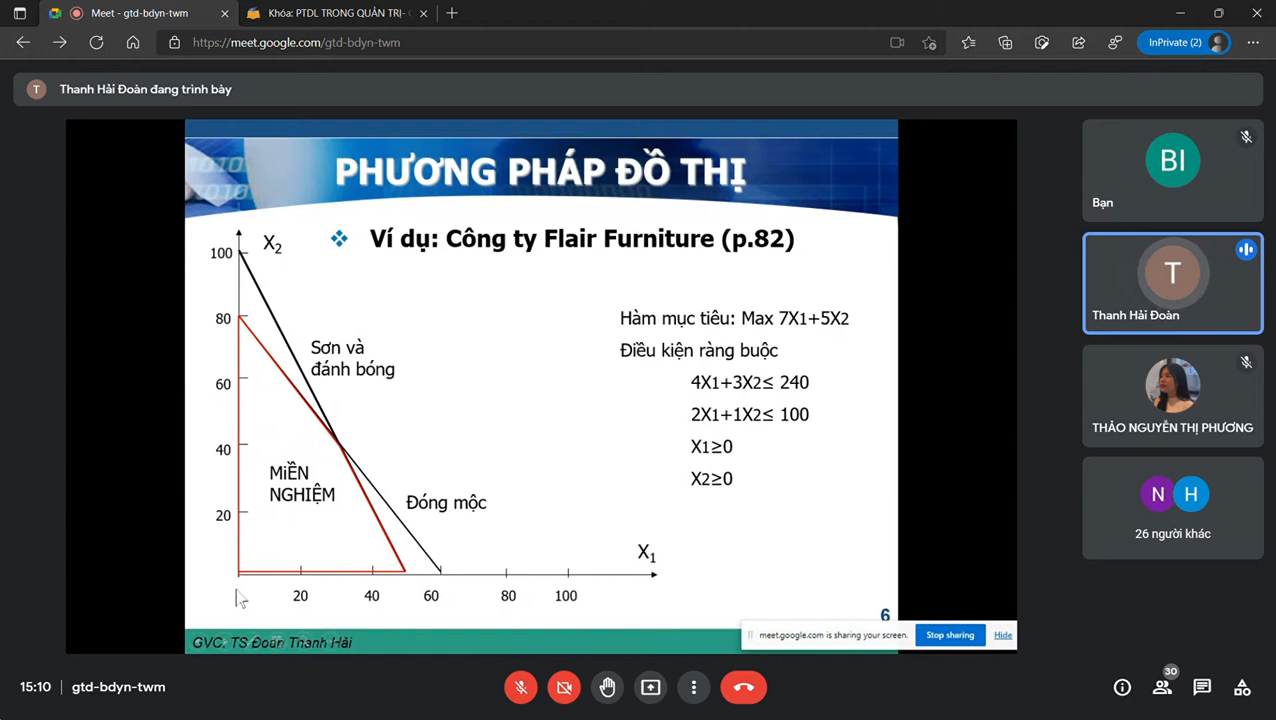 Meet - gtd-bdyn-twm
Khóa: PTDL TRONG QUẢN TRỊ-
https://meet.google.com/gtd-bdyn-twm
InPrivate (2)
T
Thanh Hải Đoàn đang trình bày
PHƯƠNG PHÁP ĐỒ THỊ
Ví dụ: Công ty Flair Furniture (p.82)
X2
100
80
60
40
20
Sơn và
đánh bóng
MiỀN
NGHIỆM
Đóng mộc
X1
20
40
60
80
100
Hàm mục tiêu: Max 7X1+5X2
Điều kiện ràng buộc
4X1+3X2≤ 240
2X1+1X2≤ 100
X1≥0
X2≥0
6
GVC: TS Đoàn Thanh Hải
meet.google.com is sharing your screen.
Stop sharing
Hide
BI
Bạn
T
Thanh Hải Đoàn
THẢO NGUYỄN THỊ PHƯƠNG
N
H
26 người khác
15:10
gtd-bdyn-twm
30